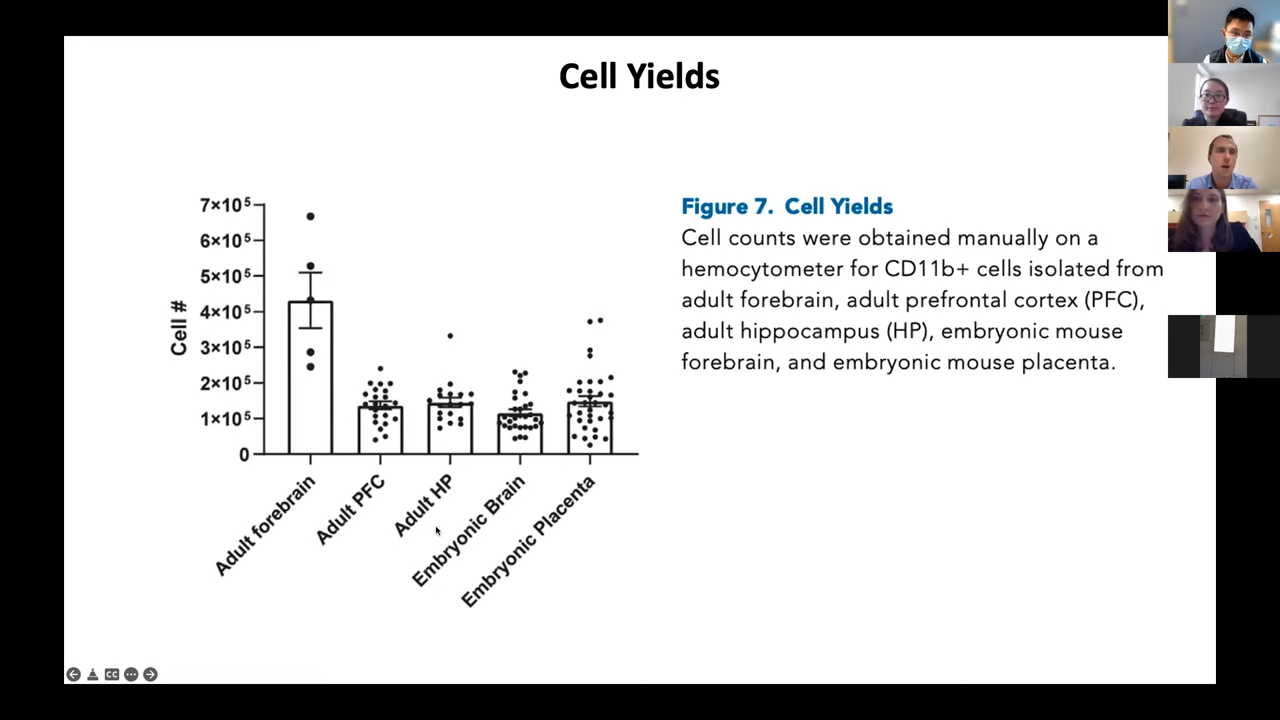 Cell Yields
Cell #
7×10⁵
6×10⁵
5×10⁵
4×10⁵
3×10⁵
2×10⁵
1×10⁵
0
Adult forebrain
Adult PFC
Adult HP
Embryonic Brain
Embryonic Placenta
Figure 7. Cell Yields
Cell counts were obtained manually on a
hemocytometer for CD11b+ cells isolated from
adult forebrain, adult prefrontal cortex (PFC),
adult hippocampus (HP), embryonic mouse
forebrain, and embryonic mouse placenta.
CC